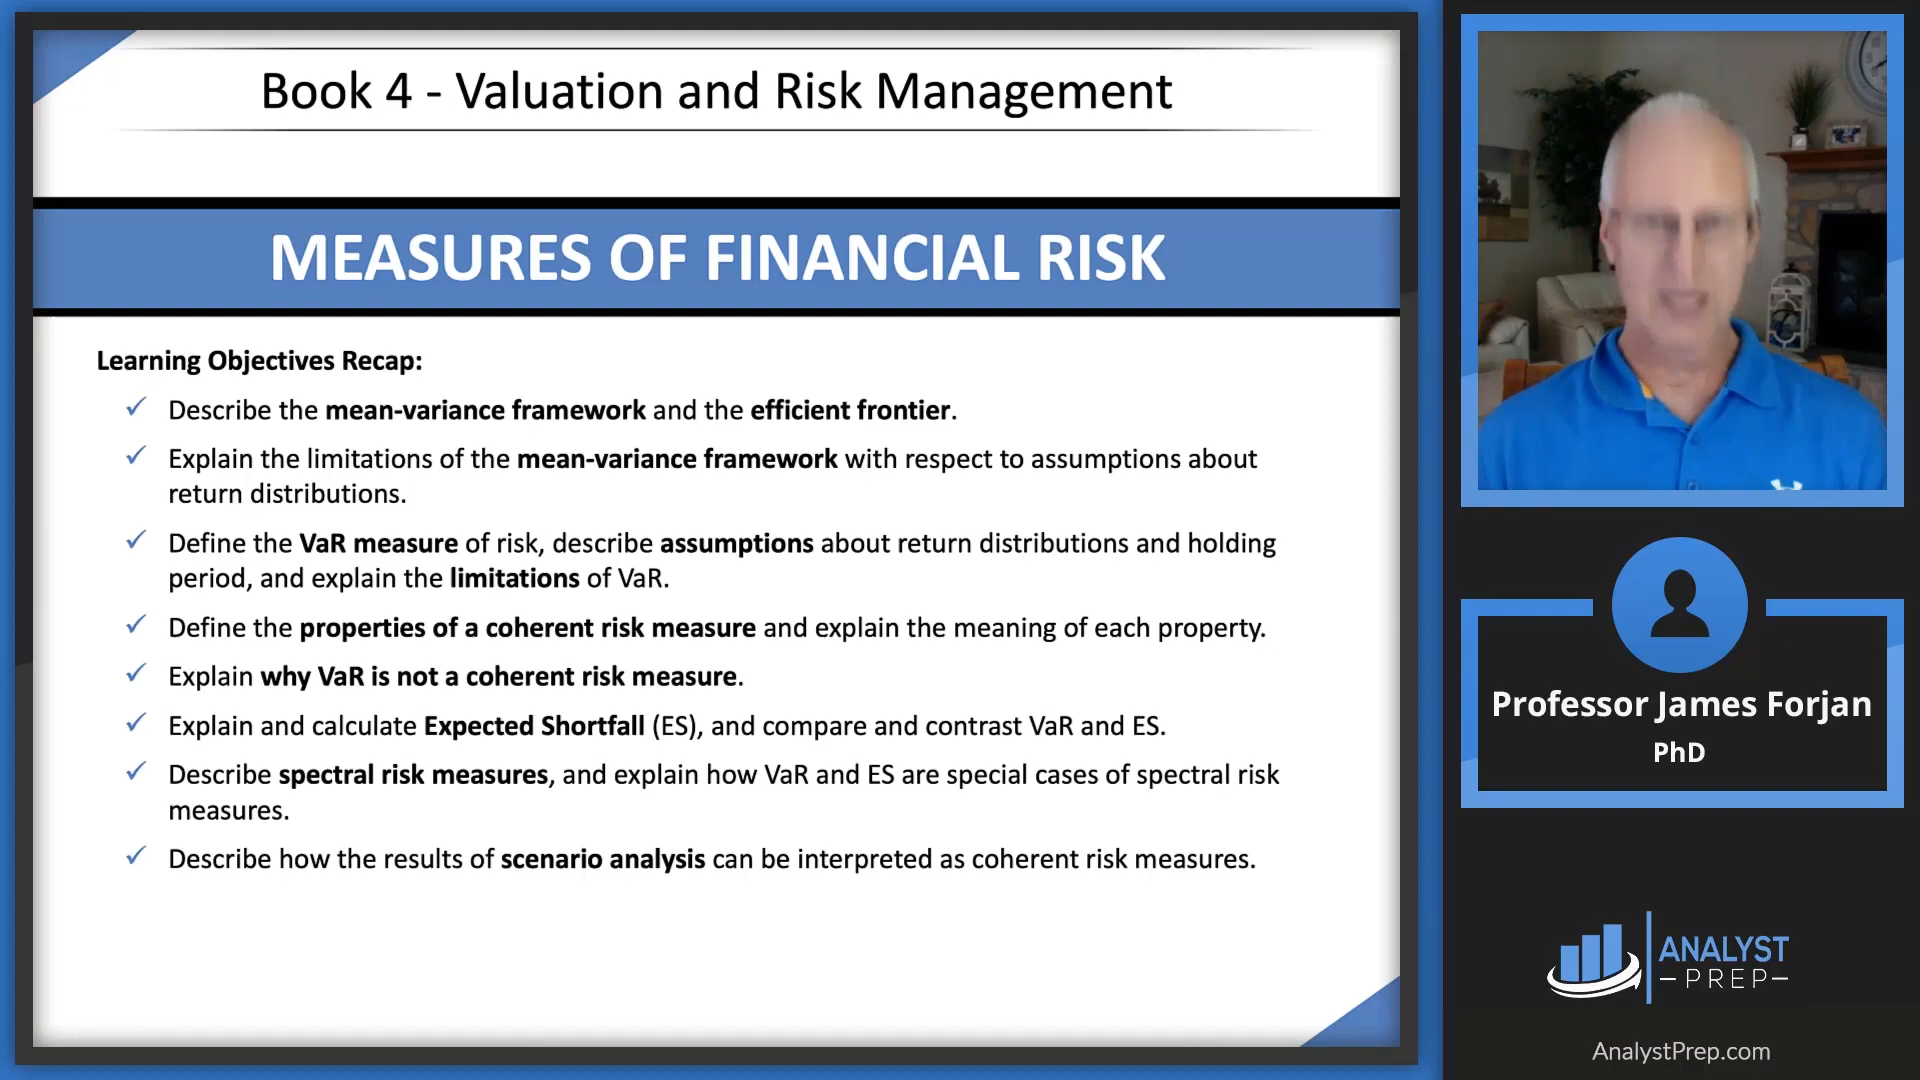 Book 4 - Valuation and Risk Management
MEASURES OF FINANCIAL RISK
Learning Objectives Recap:
✓ Describe the mean-variance framework and the efficient frontier.
✓ Explain the limitations of the mean-variance framework with respect to assumptions about
return distributions.
✓ Define the VaR measure of risk, describe assumptions about return distributions and holding
period, and explain the limitations of VaR.
✓ Define the properties of a coherent risk measure and explain the meaning of each property.
✓ Explain why VaR is not a coherent risk measure.
✓ Explain and calculate Expected Shortfall (ES), and compare and contrast VaR and ES.
✓ Describe spectral risk measures, and explain how VaR and ES are special cases of spectral risk
measures.
✓ Describe how the results of scenario analysis can be interpreted as coherent risk measures.
Professor James Forjan
PhD
ANALYST
PREP
AnalystPrep.com